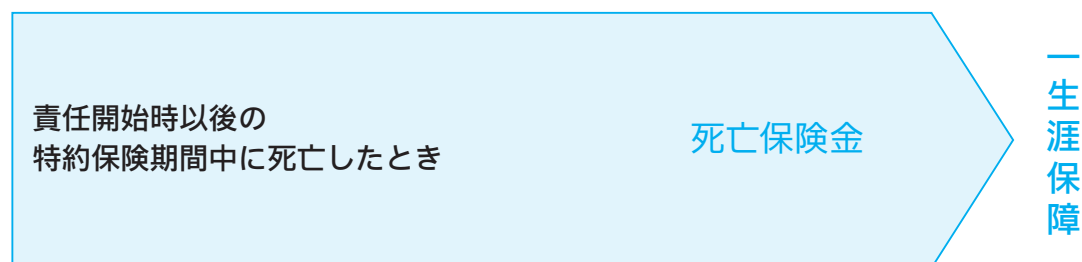 責任開始時以後の
特約保険期間中に死亡したとき
死亡保険金
一生涯保障